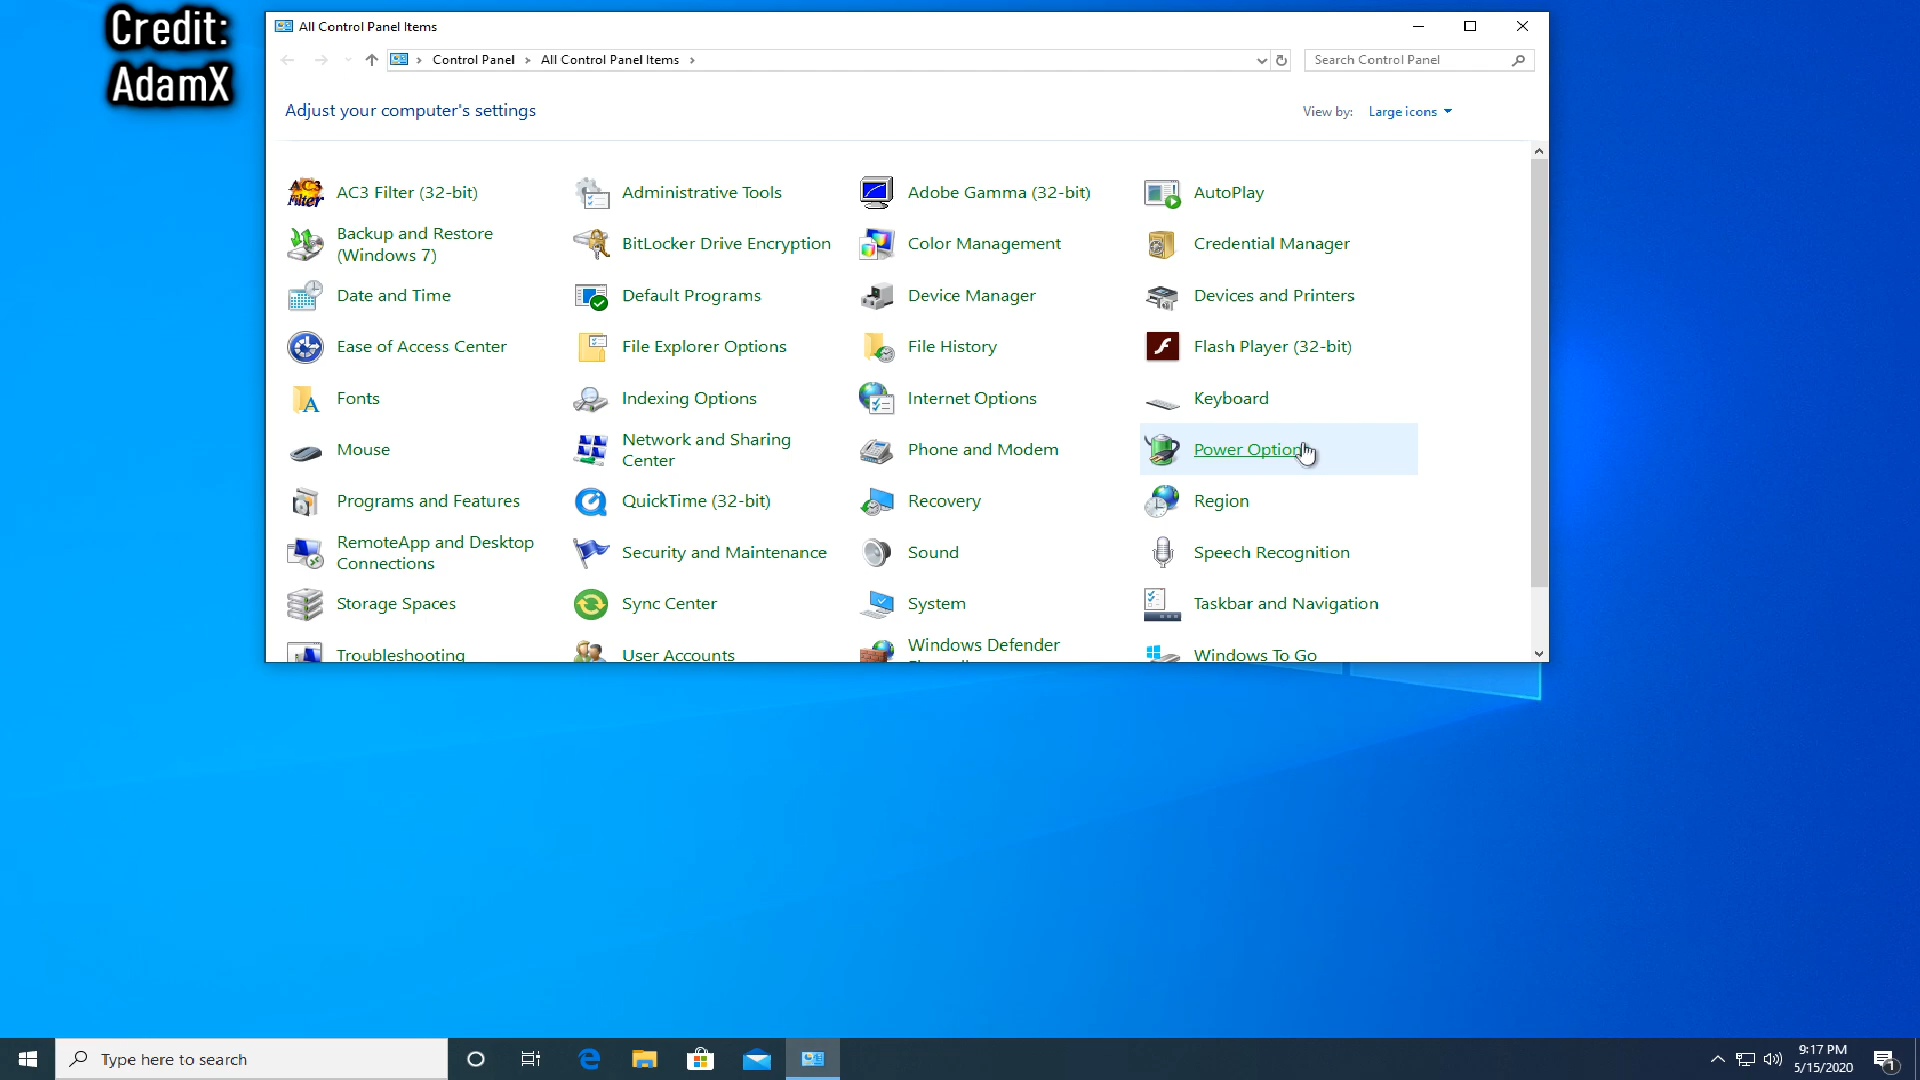 Credit:
AdamX
All Control Panel Items
Control Panel
All Control Panel Items
Search Control Panel
Adjust your computer's settings
View by:
Large icons
AC3 Filter
AC3 Filter (32-bit)
Administrative Tools
Adobe Gamma (32-bit)
AutoPlay
Backup and Restore
(Windows 7)
BitLocker Drive Encryption
Color Management
Credential Manager
Date and Time
Default Programs
Device Manager
Devices and Printers
Ease of Access Center
File Explorer Options
File History
Flash Player (32-bit)
Fonts
Indexing Options
Internet Options
Keyboard
Mouse
Network and Sharing
Center
Phone and Modem
Power Option
Programs and Features
QuickTime (32-bit)
Recovery
Region
RemoteApp and Desktop
Connections
Security and Maintenance
Sound
Speech Recognition
Storage Spaces
Sync Center
System
Taskbar and Navigation
Troubleshooting
User Accounts
Windows Defender
Windows To Go
Type here to search
9:17 PM
5/15/2020
1